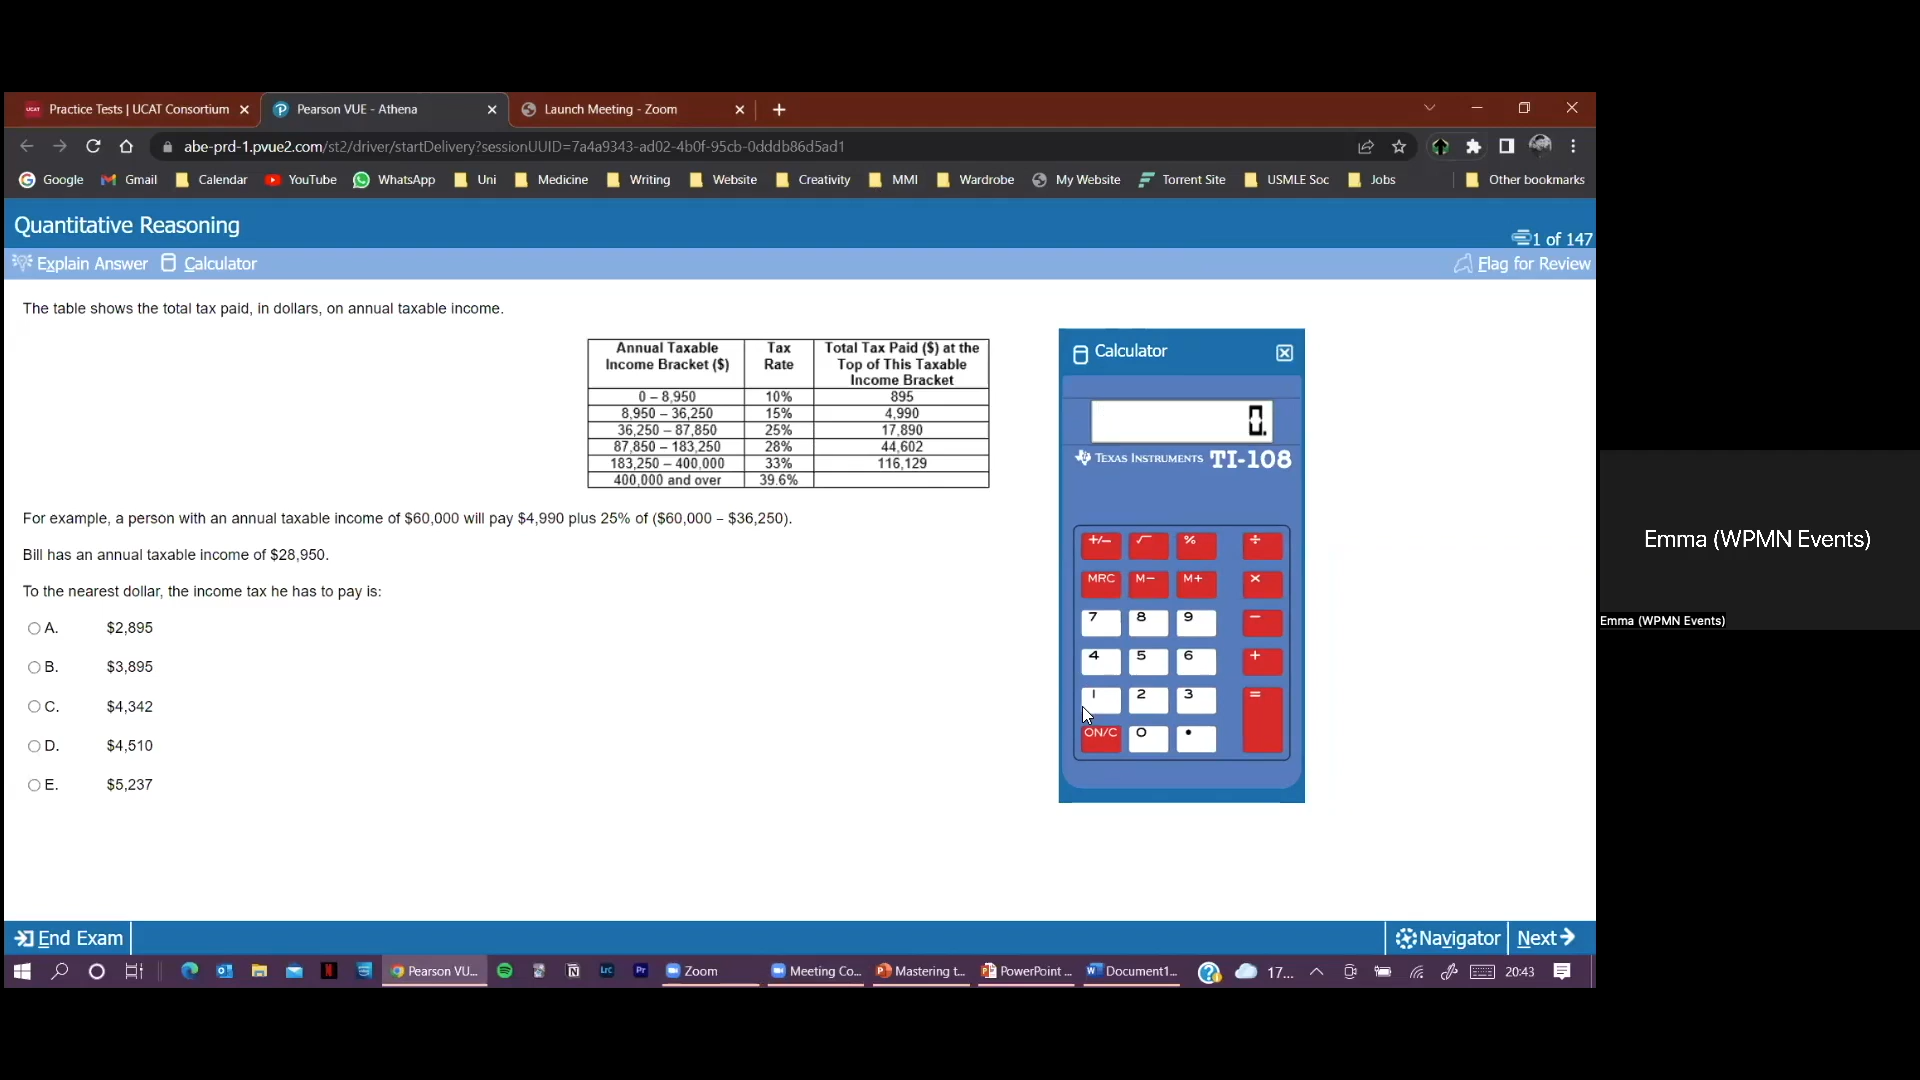 Practice Tests | UCAT Consortium
Pearson VUE - Athena
Launch Meeting - Zoom
abe-prd-1.pvue2.com/st2/driver/startDelivery?sessionUUID=7a4a9343-ad02-4b0f-95cb-0dddb86d5ad1
Google Gmail Calendar YouTube WhatsApp Uni Medicine Writing Website Creativity MMI Wardrobe My Website Torrent Site USMLE Soc Jobs Other bookmarks
Quantitative Reasoning
1 of 147
Explain Answer Calculator Flag for Review
The table shows the total tax paid, in dollars, on annual taxable income.
Annual Taxable Income Bracket ($) Tax Rate Total Tax Paid ($) at the Top of This Taxable Income Bracket
0 – 8,950 10% 895
8,950 – 36,250 15% 4,990
36,250 – 87,850 25% 17,890
87,850 – 183,250 28% 44,602
183,250 – 400,000 33% 116,129
400,000 and over 39.6%
For example, a person with an annual taxable income of $60,000 will pay $4,990 plus 25% of ($60,000 – $36,250).
Bill has an annual taxable income of $28,950.
To the nearest dollar, the income tax he has to pay is:
A. $2,895
B. $3,895
C. $4,342
D. $4,510
E. $5,237
Calculator
0.
TEXAS INSTRUMENTS TI-108
+/− √ % ÷
MRC M− M+ ×
7 8 9 −
4 5 6 +
1 2 3 =
ON/C 0 •
Emma (WPMN Events)
Emma (WPMN Events)
End Exam Navigator Next
Pearson VU... Zoom Meeting Co... Mastering t... PowerPoint ... Document1... 17... 20:43